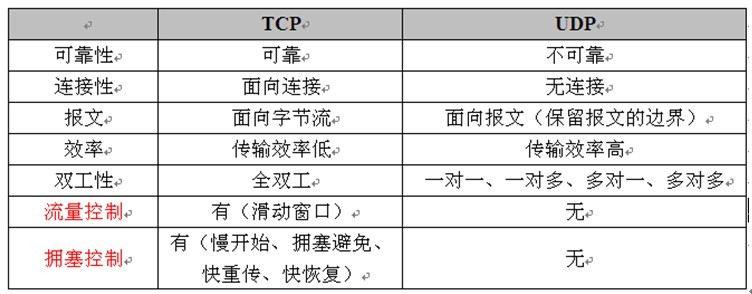 TCP UDP
可靠性 可靠 不可靠
连接性 面向连接 无连接
报文 面向字节流 面向报文（保留报文的边界）
效率 传输效率低 传输效率高
双工性 全双工 一对一、一对多、多对一、多对多
流量控制 有（滑动窗口） 无
拥塞控制 有（慢开始、拥塞避免、
快重传、快恢复） 无